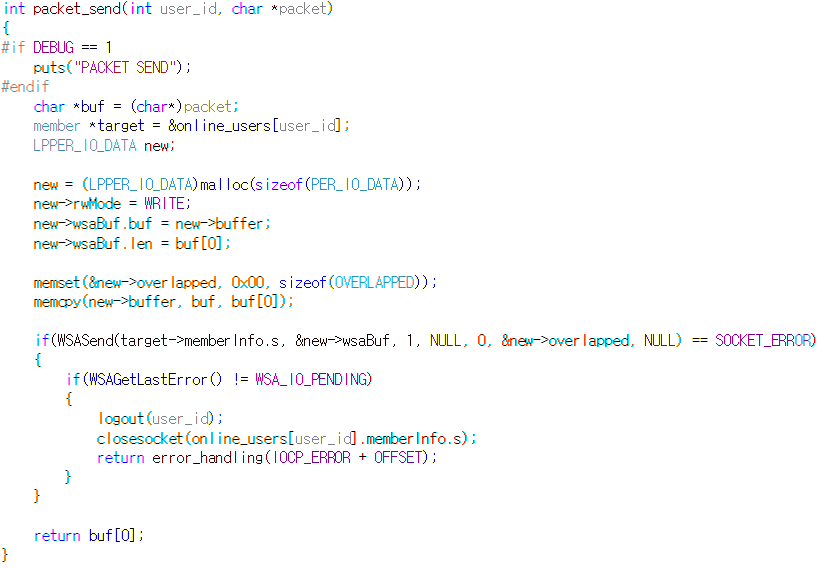 int packet_send(int user_id, char *packet)
{
#if DEBUG == 1
    puts("PACKET SEND");
#endif
    char *buf = (char*)packet;
    member *target = &online_users[user_id];
    LPPER_IO_DATA new;

    new = (LPPER_IO_DATA)malloc(sizeof(PER_IO_DATA));
    new->rwMode = WRITE;
    new->wsaBuf.buf = new->buffer;
    new->wsaBuf.len = buf[0];

    memset(&new->overlapped, 0x00, sizeof(OVERLAPPED));
    memcpy(new->buffer, buf, buf[0]);

    if(WSASend(target->memberInfo.s, &new->wsaBuf, 1, NULL, 0, &new->overlapped, NULL) == SOCKET_ERROR)
    {
        if(WSAGetLastError() != WSA_IO_PENDING)
        {
            logout(user_id);
            closesocket(online_users[user_id].memberInfo.s);
            return error_handling(IOCP_ERROR + OFFSET);
        }
    }

    return buf[0];
}